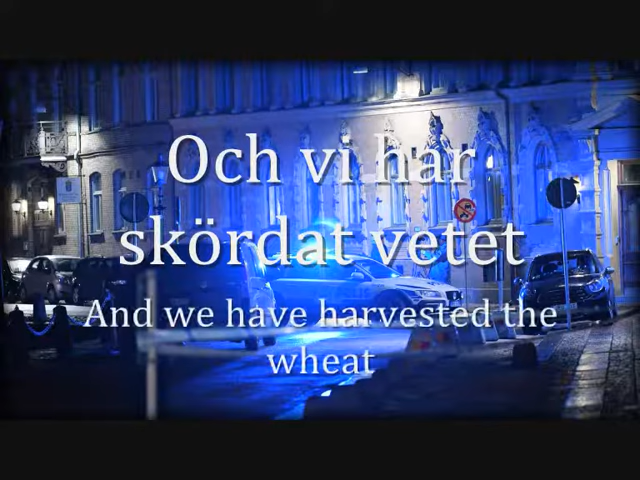 Och vi har
skördat vetet
And we have harvested the
wheat